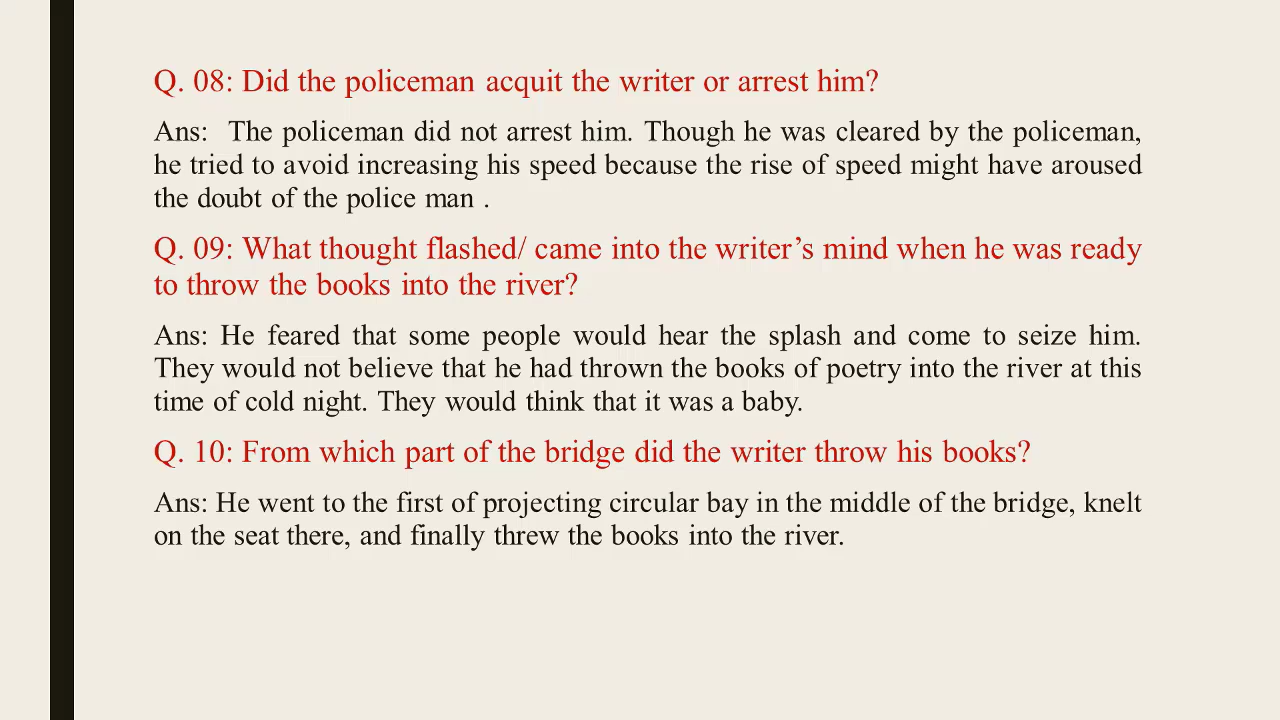 Q. 08: Did the policeman acquit the writer or arrest him?
Ans:  The policeman did not arrest him. Though he was cleared by the policeman,
he tried to avoid increasing his speed because the rise of speed might have aroused
the doubt of the police man .
Q. 09: What thought flashed/ came into the writer’s mind when he was ready
to throw the books into the river?
Ans: He feared that some people would hear the splash and come to seize him.
They would not believe that he had thrown the books of poetry into the river at this
time of cold night. They would think that it was a baby.
Q. 10: From which part of the bridge did the writer throw his books?
Ans: He went to the first of projecting circular bay in the middle of the bridge, knelt
on the seat there, and finally threw the books into the river.